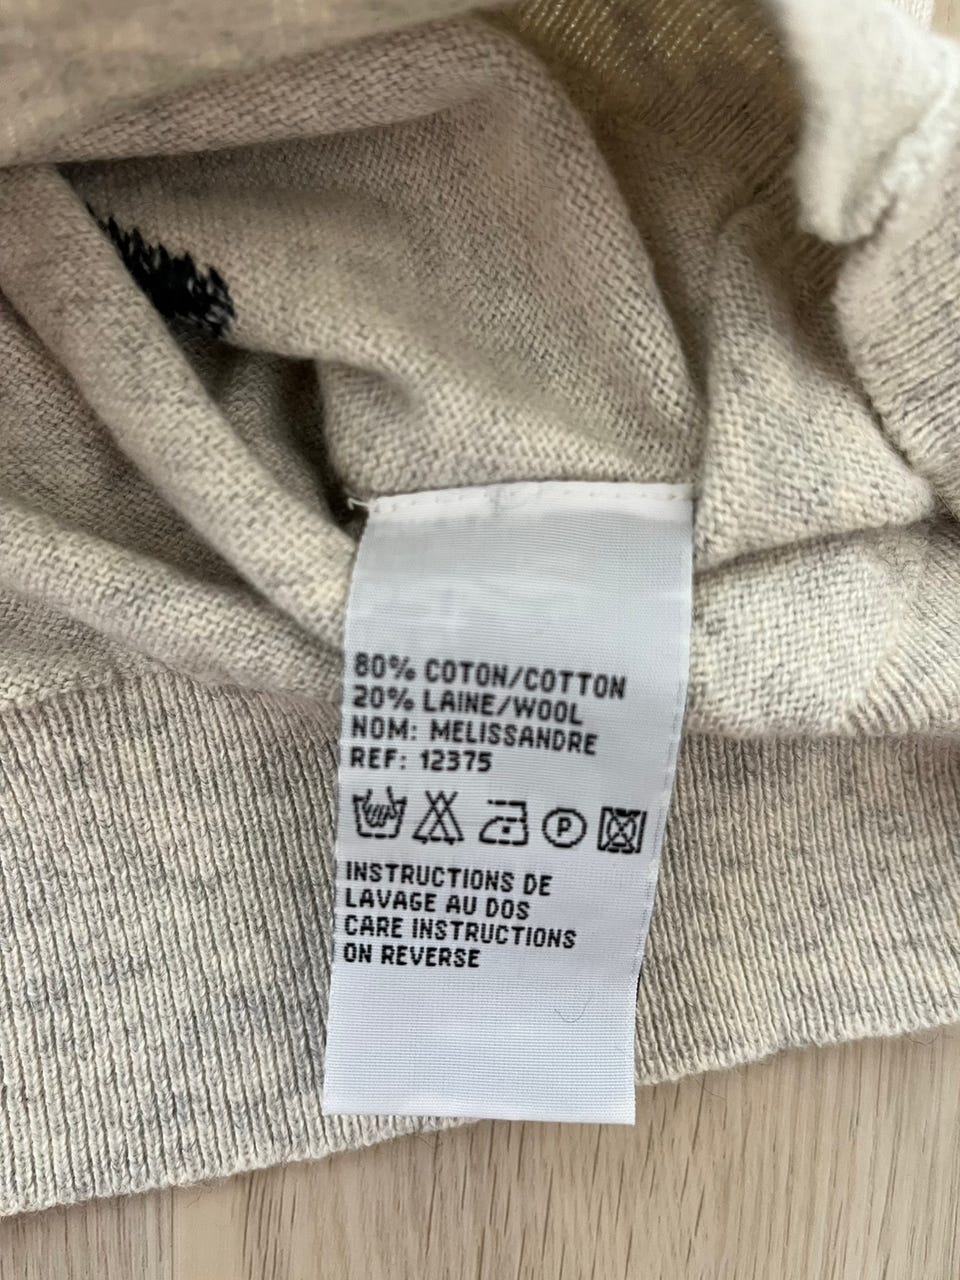 80% COTON/COTTON
20% LAINE/WOOL
NOM: MELISSANDRE
REF: 12375
P
INSTRUCTIONS DE
LAVAGE AU DOS
CARE INSTRUCTIONS
ON REVERSE